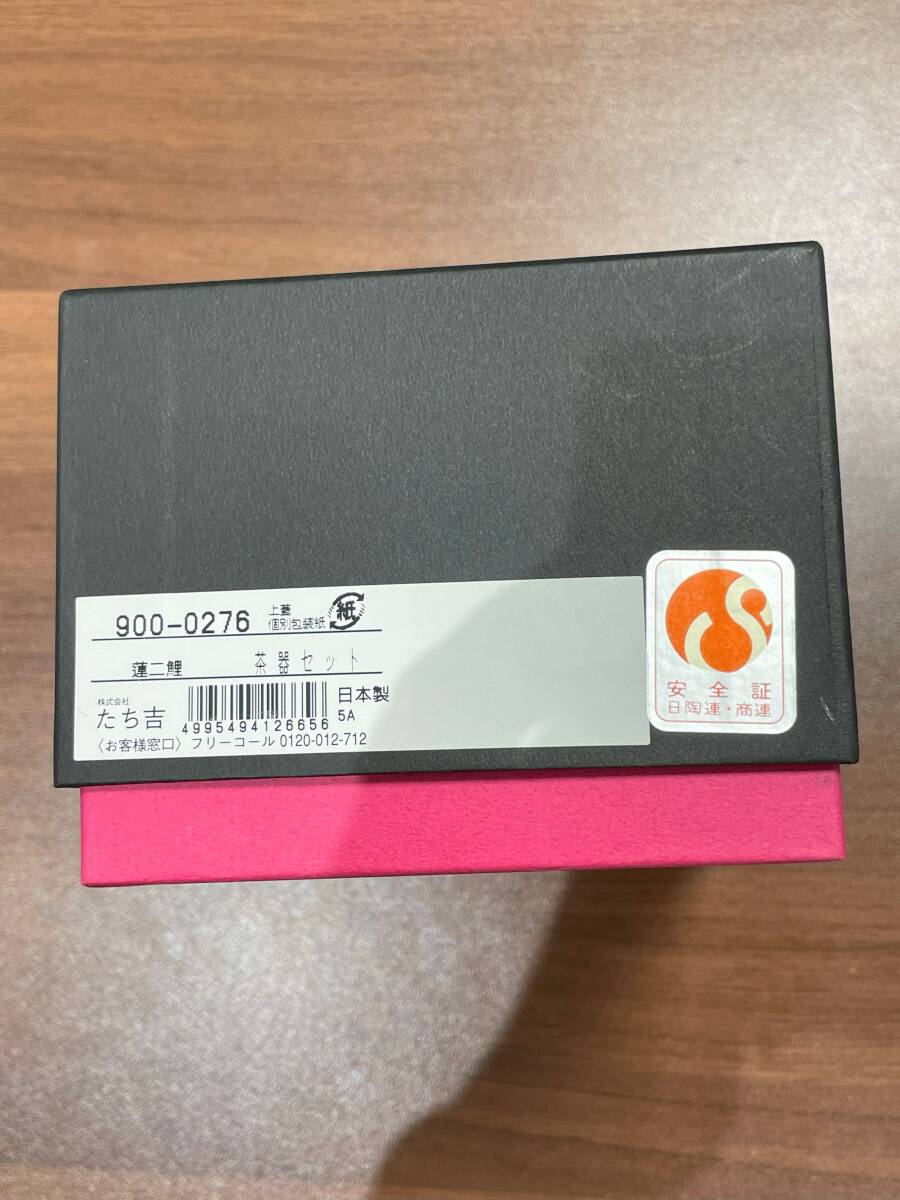 900-0276
上蓋
個別包装紙
紙
蓮二鯉 茶器セット
株式会社
たち吉
4995494126656
日本製
5A
〈お客様窓口〉フリーコール 0120-012-712
安全証
日陶連・商連